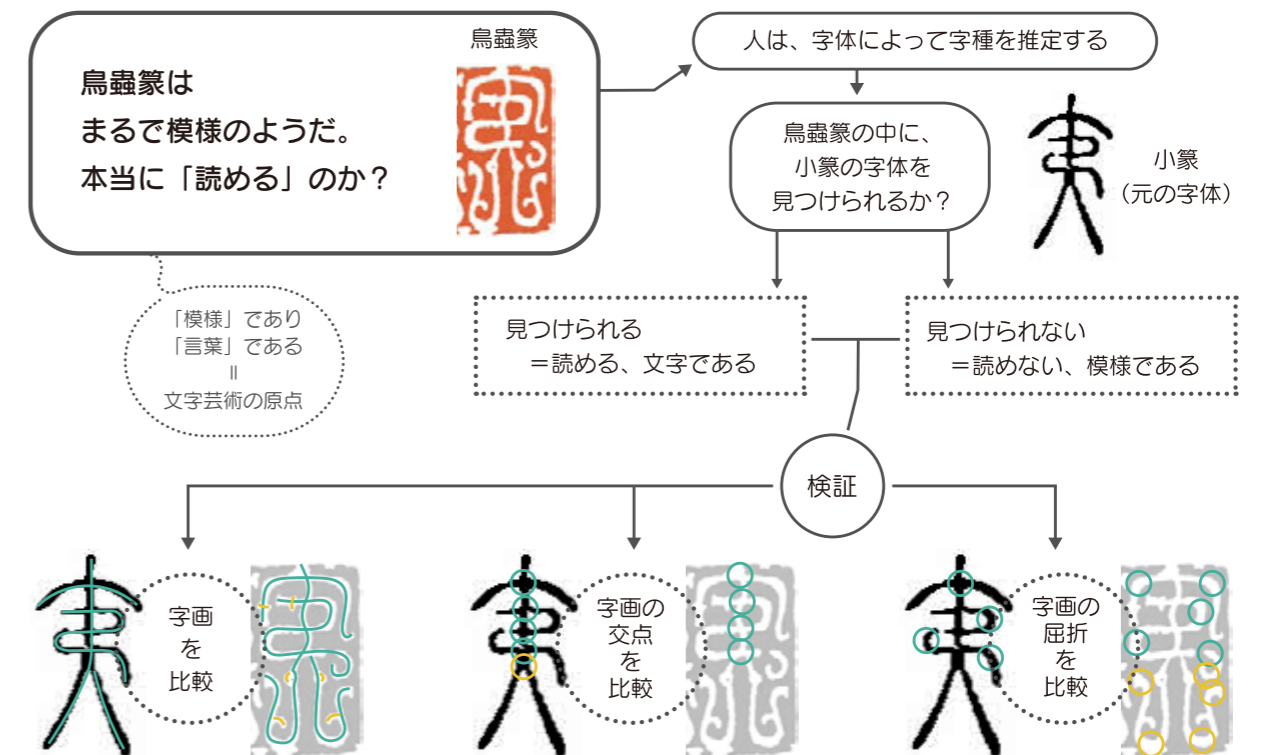 鳥蟲篆は
まるで模様のようだ。
本当に「読める」のか？
鳥蟲篆
人は、字体によって字種を推定する
鳥蟲篆の中に、
小篆の字体を
見つけられるか？
小篆
（元の字体）
「模様」であり
「言葉」である
＝
文字芸術の原点
見つけられる
＝読める、文字である
見つけられない
＝読めない、模様である
検証
字画
を
比較
字画の
交点
を
比較
字画の
屈折
を
比較